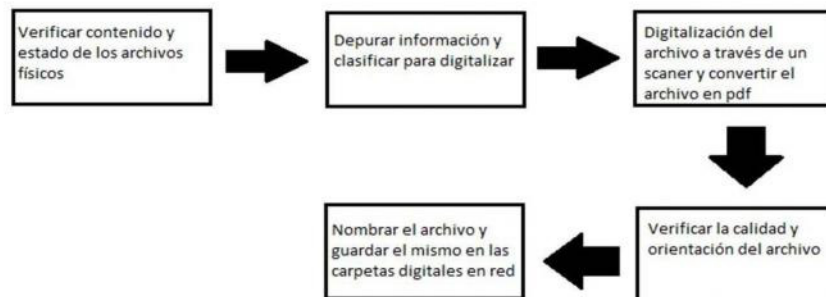 Verificar contenido y
estado de los archivos
físicos
Depurar información y
clasificar para digitalizar
Digitalización del
archivo a través de un
scaner y convertir el
archivo en pdf
Verificar la calidad y
orientación del archivo
Nombrar el archivo y
guardar el mismo en las
carpetas digitales en red